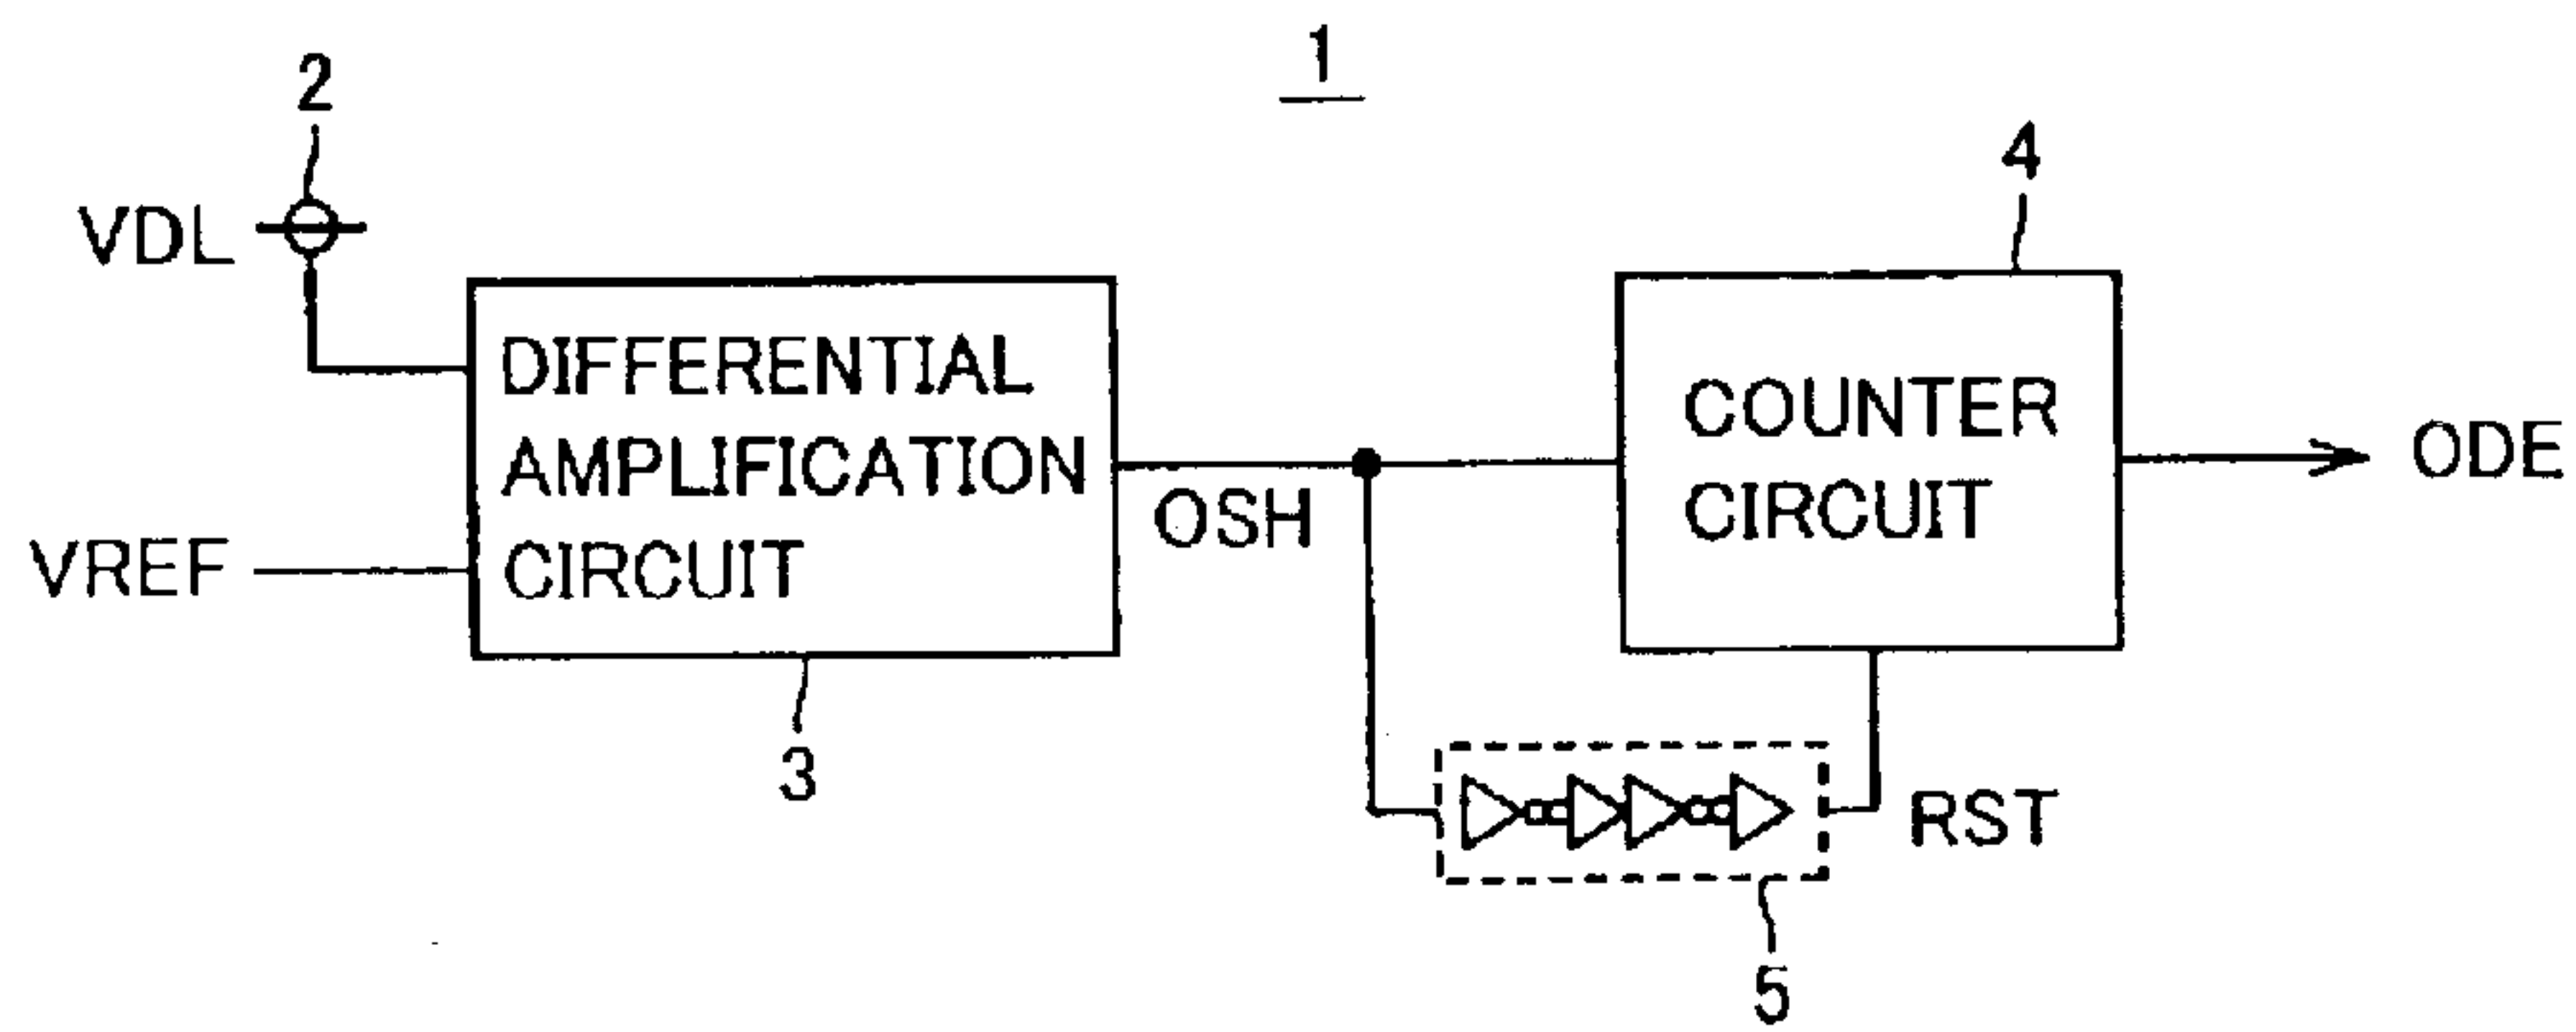 1
2
4
VDL
DIFFERENTIAL
AMPLIFICATION
CIRCUIT
VREF
OSH
COUNTER
CIRCUIT
ODE
3
RST
5